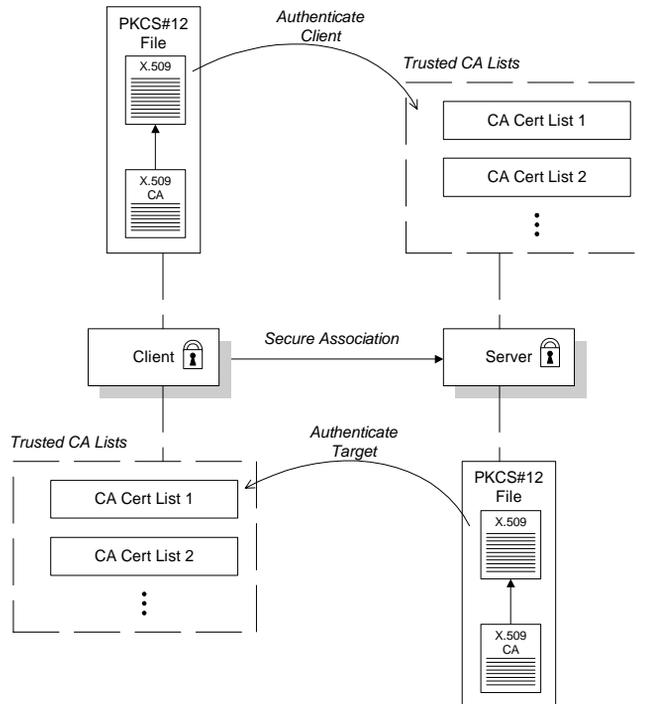 PKCS#12
File
X.509
X.509
CA
Authenticate
Client
Trusted CA Lists
CA Cert List 1
CA Cert List 2
Client
Secure Association
Server
Trusted CA Lists
CA Cert List 1
CA Cert List 2
Authenticate
Target
PKCS#12
File
X.509
X.509
CA